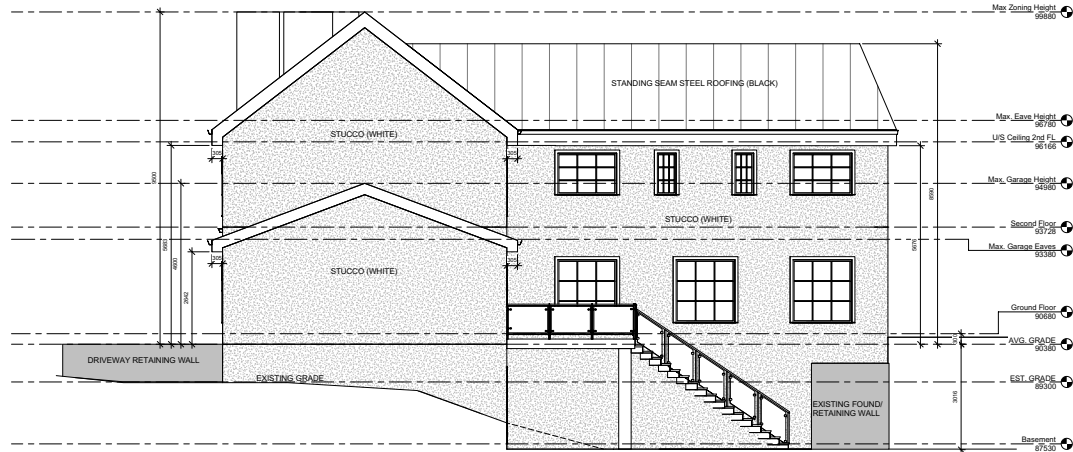 Max Zoning Height
99880
STANDING SEAM STEEL ROOFING (BLACK)
Max. Eave Height
96780
STUCCO (WHITE)
U/S Ceiling 2nd FL
96166
305
305
Max. Garage Height
94980
9500
5683
4600
8590
STUCCO (WHITE)
Second Floor
93728
Max. Garage Eaves
93380
5676
305
305
STUCCO (WHITE)
2642
Ground Floor
90680
AVG. GRADE
90380
DRIVEWAY RETAINING WALL
EXISTING GRADE
EST. GRADE
89300
EXISTING FOUND/
RETAINING WALL
3016
Basement
87530